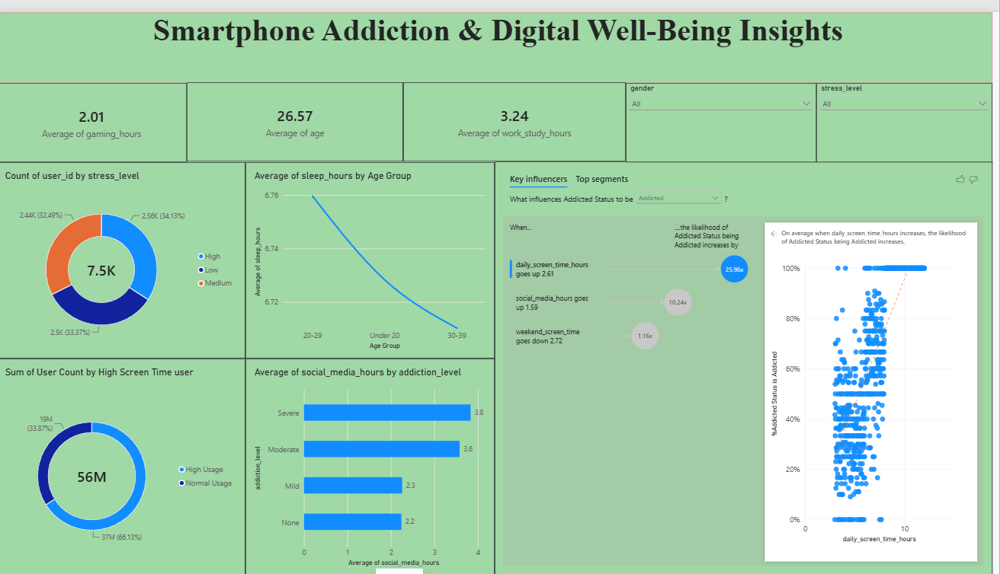 Smartphone Addiction & Digital Well-Being Insights
2.01
Average of gaming_hours
26.57
Average of age
3.24
Average of work_study_hours
gender
All
stress_level
All
Count of user_id by stress_level
2.44K (32.49%)
2.56K (34.13%)
7.5K
2.5K (33.37%)
High
Low
Medium
Average of sleep_hours by Age Group
Average of sleep_hours
6.76
6.74
6.72
20-29
Under 20
30-39
Age Group
Key influencers
Top segments
What influences Addicted Status to be
Addicted
?
When...
....the likelihood of
Addicted Status being
Addicted increases by
daily_screen_time_hours
goes up 2.61
25.96x
social_media_hours goes
up 1.59
10.24x
weekend_screen_time
goes down 2.72
1.16x
On average when daily_screen_time_hours increases, the likelihood
of Addicted Status being Addicted increases.
%Addicted Status is Addicted
100%
80%
60%
40%
20%
0%
0
10
daily_screen_time_hours
Sum of User Count by High Screen Time user
19M
(33.87%)
56M
37M (66.13%)
High Usage
Normal Usage
Average of social_media_hours by addiction_level
addiction_level
Severe
3.8
Moderate
3.6
Mild
2.3
None
2.2
0
1
2
3
4
Average of social_media_hours